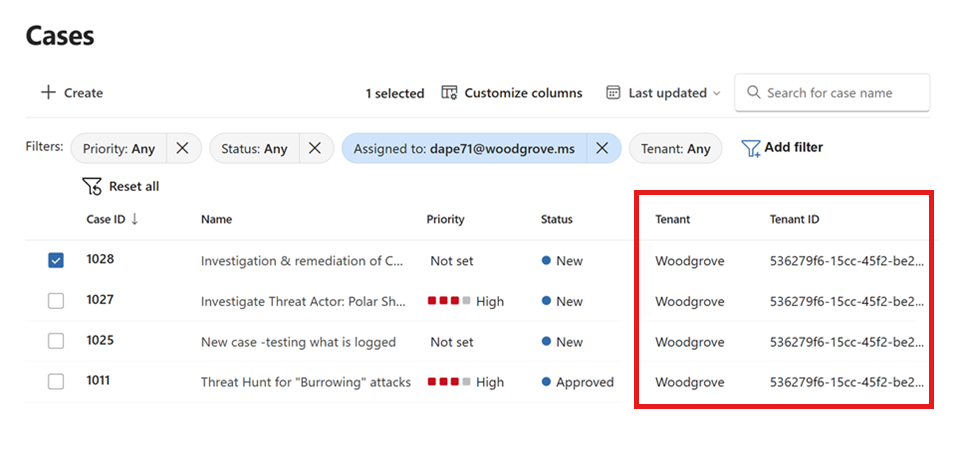 Cases
Create 1 selected Customize columns Last updated Search for case name
Filters: Priority: Any Status: Any Assigned to: dape71@woodgrove.ms Tenant: Any Add filter
Reset all
Case ID ↓ Name Priority Status Tenant Tenant ID
1028 Investigation & remediation of C... Not set New Woodgrove 536279f6-15cc-45f2-be2...
1027 Investigate Threat Actor: Polar Sh... High New Woodgrove 536279f6-15cc-45f2-be2...
1025 New case -testing what is logged Not set New Woodgrove 536279f6-15cc-45f2-be2...
1011 Threat Hunt for "Burrowing" attacks High Approved Woodgrove 536279f6-15cc-45f2-be2...